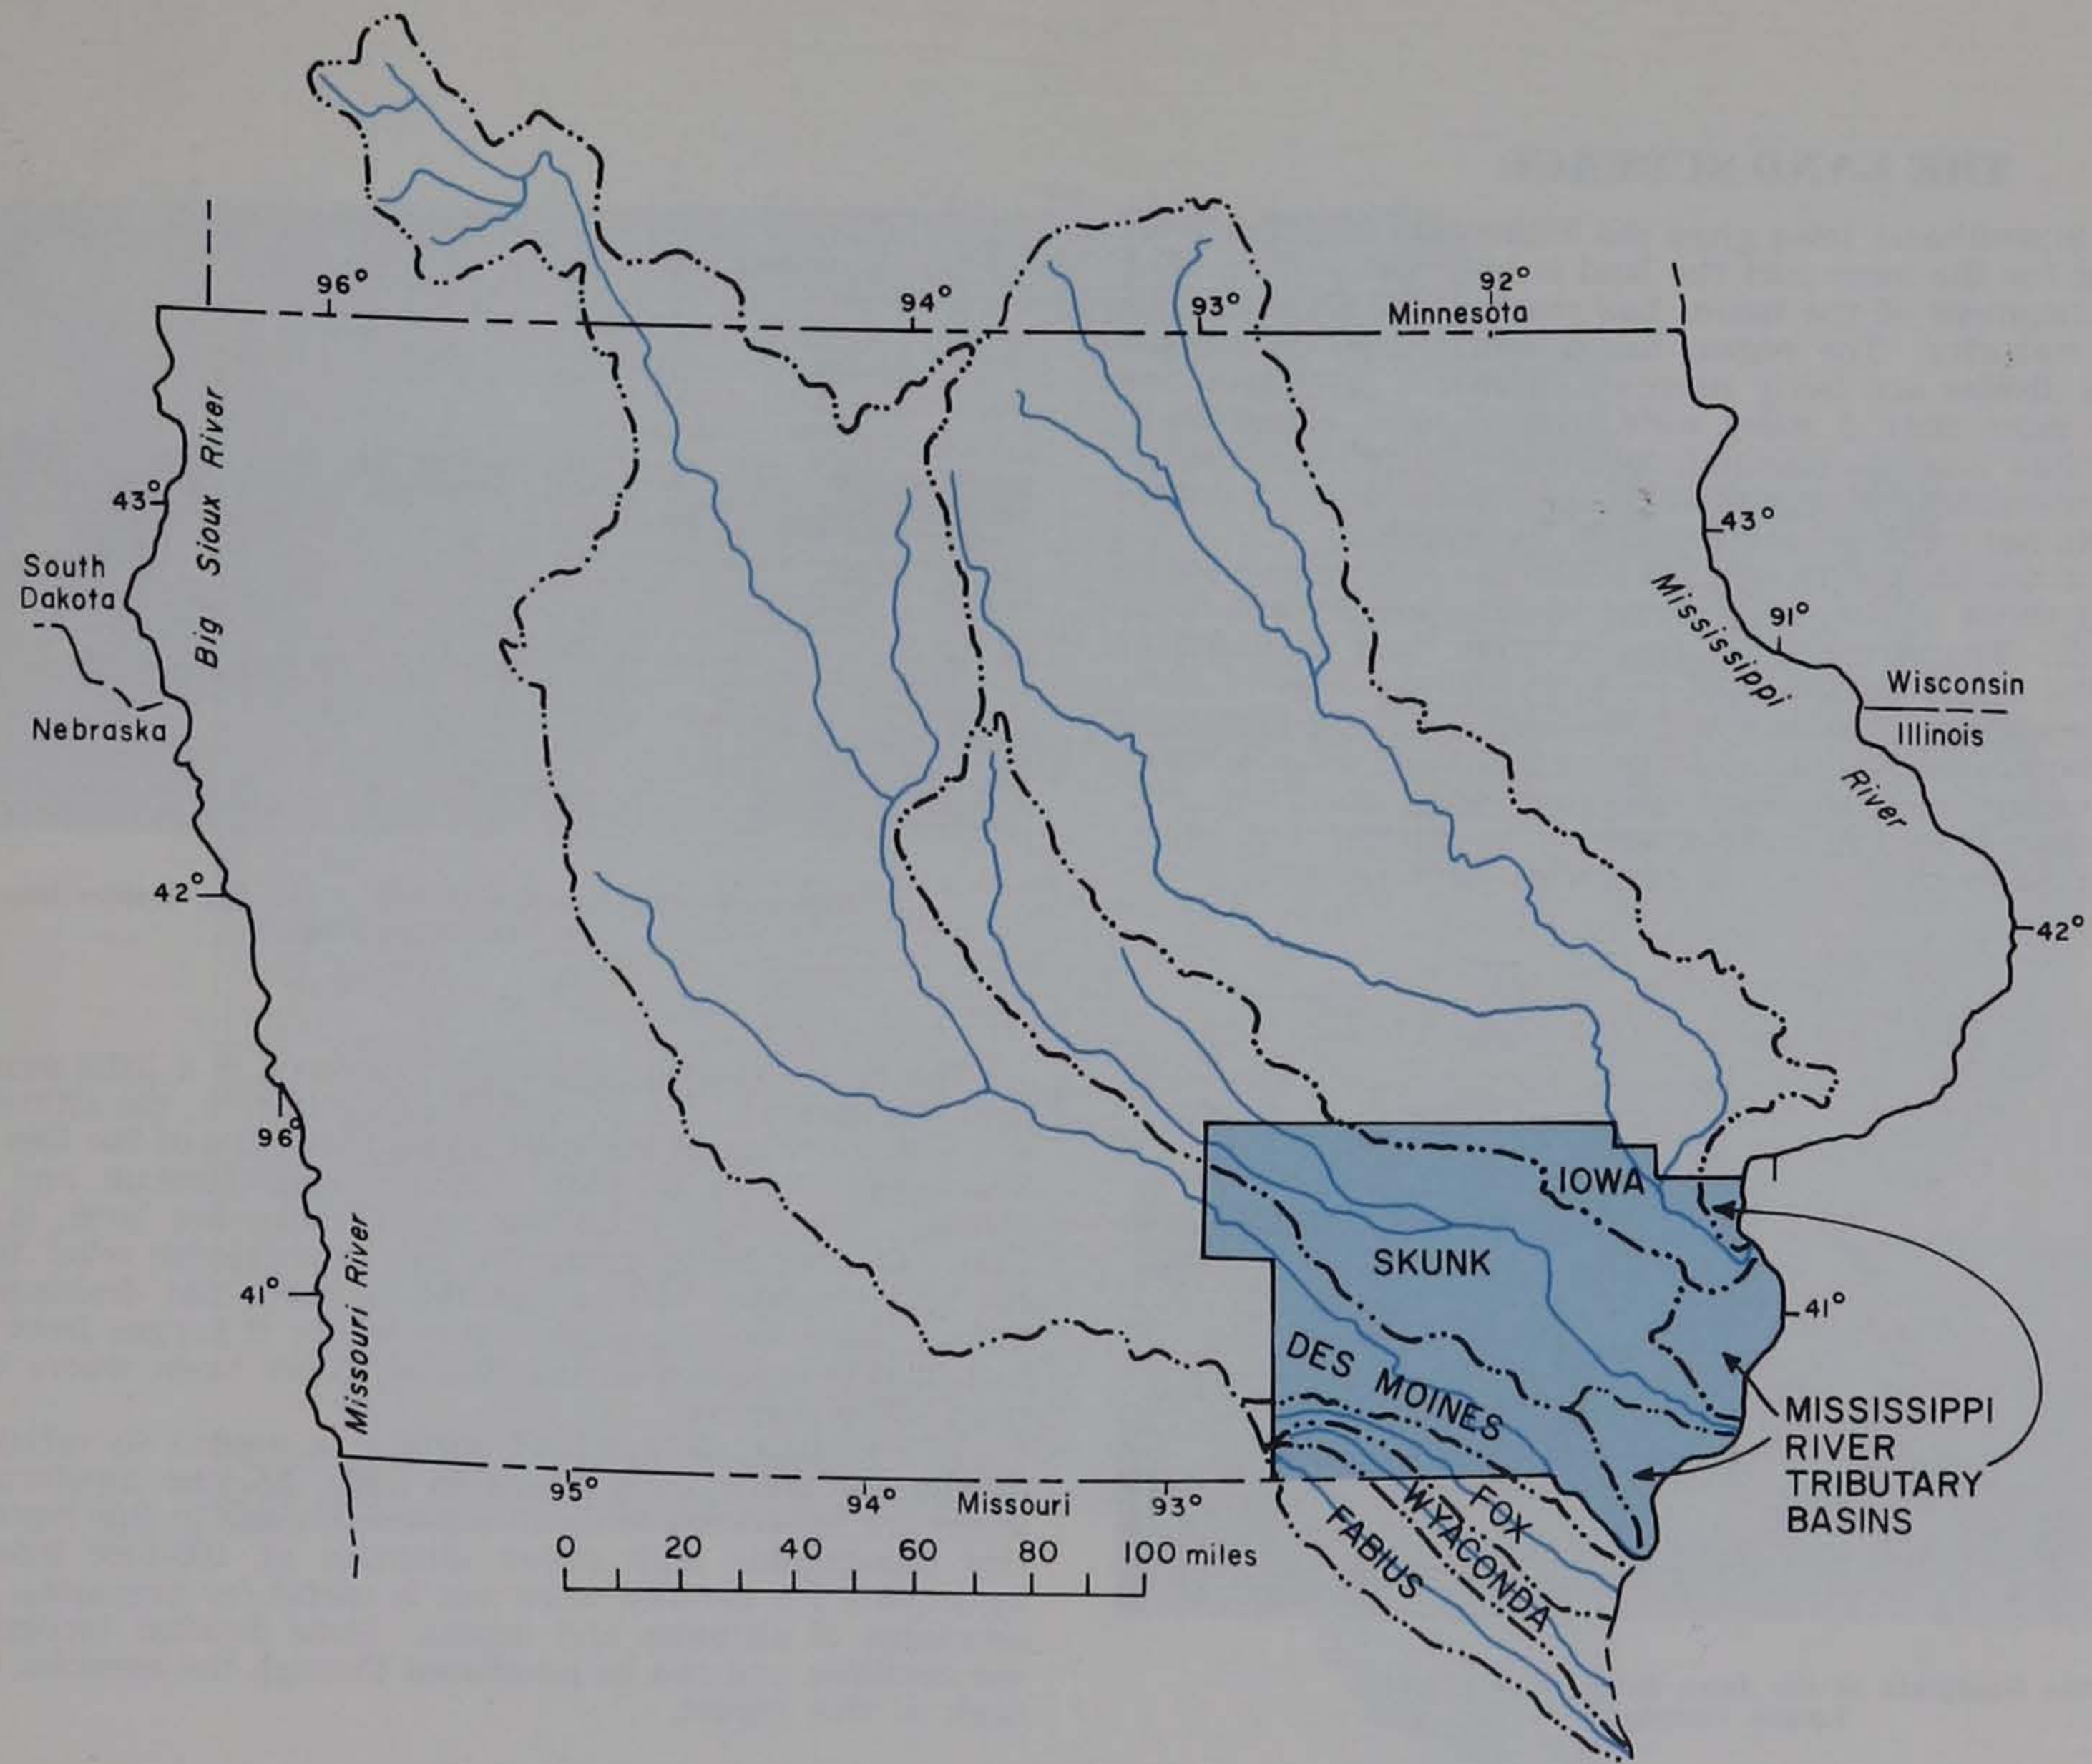 96°
94°
93°
92°
Minnesota
Big Sioux River
43°
43°
South
Dakota
Mississippi
River
91°
Wisconsin
Illinois
Nebraska
42°
42°
96°
IOWA
SKUNK
41°
41°
Missouri River
DES MOINES
MISSISSIPPI
RIVER
TRIBUTARY
BASINS
FOX
WYACONDA
FABIUS
95°
94°
Missouri
93°
0 20 40 60 80 100 miles